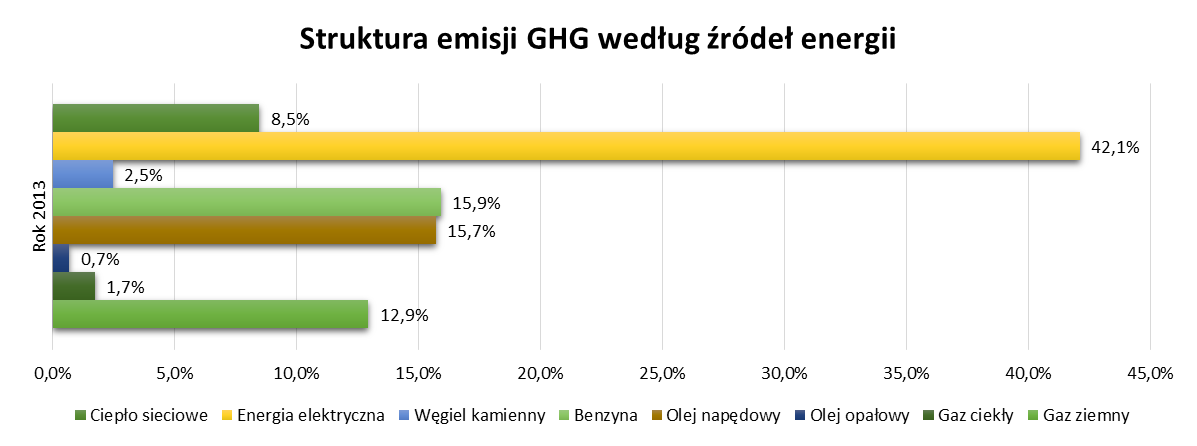 Struktura emisji GHG według źródeł energii
8,5%
42,1%
2,5%
15,9%
15,7%
0,7%
1,7%
12,9%
Rok 2013
0,0% 5,0% 10,0% 15,0% 20,0% 25,0% 30,0% 35,0% 40,0% 45,0%
Ciepło sieciowe Energia elektryczna Węgiel kamienny Benzyna Olej napędowy Olej opałowy Gaz ciekły Gaz ziemny